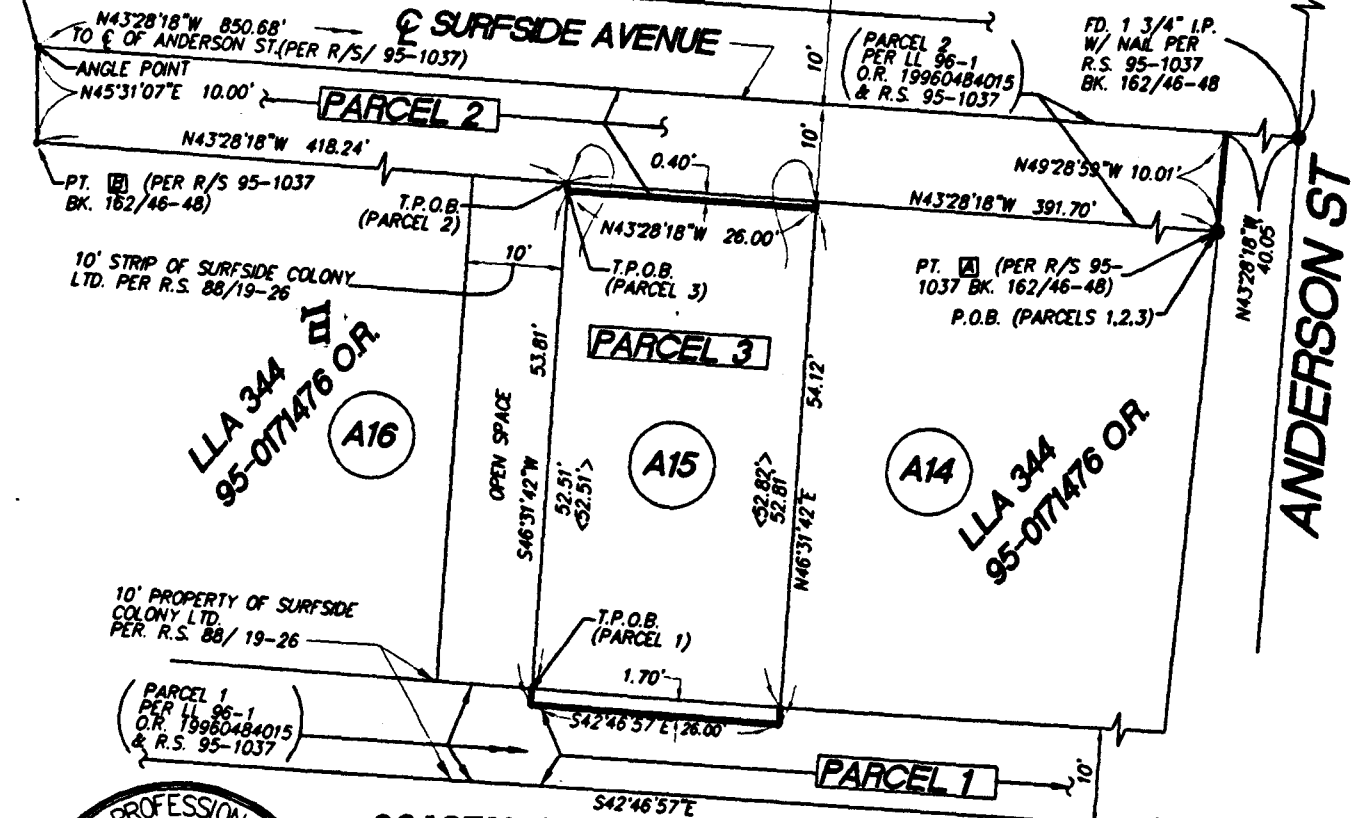 N43°28'18"W 850.68'
TO ℄ OF ANDERSON ST.(PER R/S/ 95-1037)
℄ SURFSIDE AVENUE
ANGLE POINT
N45°31'07"E 10.00'
PARCEL 2
10'
10'
(PARCEL 2
PER LL 96-1
O.R. 19960484015
& R.S. 95-1037)
FD. 1 3/4" I.P.
W/ NAIL PER
R.S. 95-1037
BK. 162/46-48
N43°28'18"W 418.24'
0.40'
N49°28'59"W 10.01'
PT. B (PER R/S 95-1037
BK. 162/46-48)
T.P.O.B.
(PARCEL 2)
N43°28'18"W 26.00'
N43°28'18"W 391.70'
N43°28'18"W
40.05'
ANDERSON ST
10' STRIP OF SURFSIDE COLONY
LTD. PER R.S. 88/19-26
10'
T.P.O.B.
(PARCEL 3)
PT. A (PER R/S 95-
1037 BK. 162/46-48)
P.O.B. (PARCELS 1,2,3)
PARCEL 3
LLA 344
95-0171476 O.R.
A16
OPEN SPACE
53.81'
S46°31'42"W
52.51'
<52.51'>
A15
54.12'
<52.82'>
52.81'
N46°31'42"E
A14
LLA 344
95-0171476 O.R.
10' PROPERTY OF SURFSIDE
COLONY LTD.
PER. R.S. 88/ 19-26
T.P.O.B.
(PARCEL 1)
1.70'
S42°46'57"E 26.00'
(PARCEL 1
PER LL 96-1
O.R. 19960484015
& R.S. 95-1037)
PARCEL 1
10'
S42°46'57"E
PROFESSION